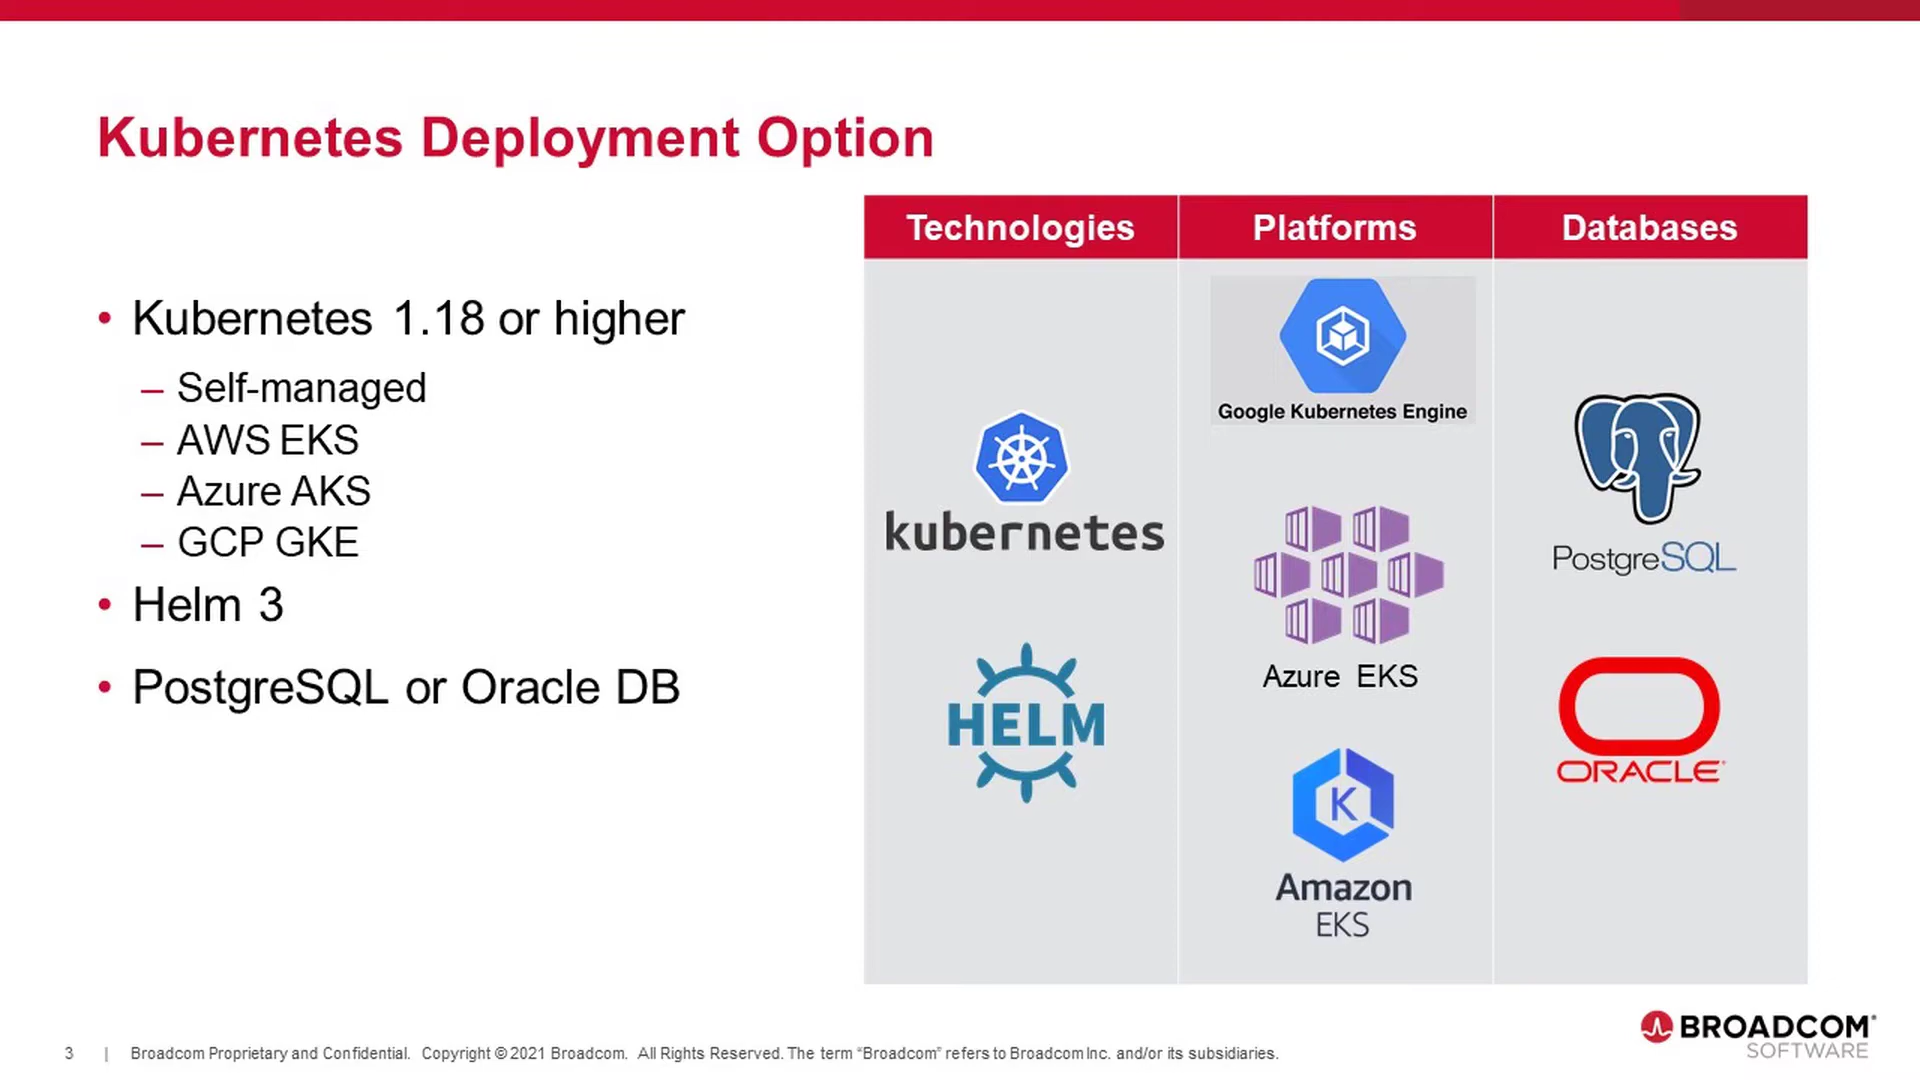 Kubernetes Deployment Option
• Kubernetes 1.18 or higher
– Self-managed
– AWS EKS
– Azure AKS
– GCP GKE
• Helm 3
• PostgreSQL or Oracle DB
Technologies
Platforms
Databases
kubernetes
HELM
Google Kubernetes Engine
Azure EKS
K
Amazon
EKS
PostgreSQL
ORACLE
3 | Broadcom Proprietary and Confidential. Copyright © 2021 Broadcom. All Rights Reserved. The term “Broadcom” refers to Broadcom Inc. and/or its subsidiaries.
BROADCOM
SOFTWARE